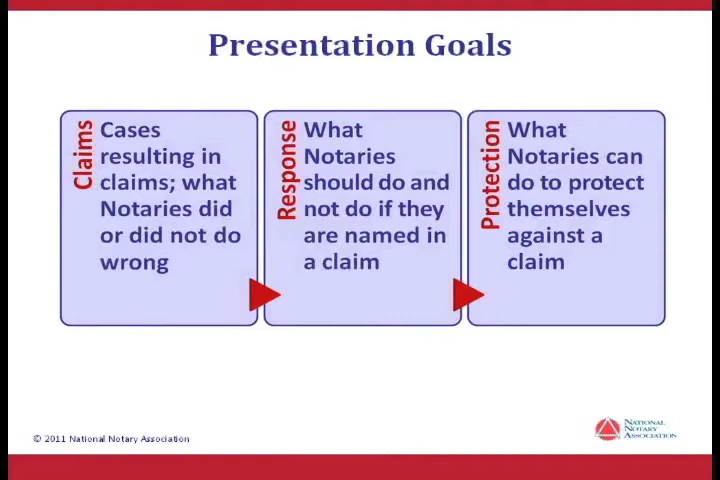 Presentation Goals
Claims
Cases
resulting in
claims; what
Notaries did
or did not do
wrong
Response
What
Notaries
should do and
not do if they
are named in
a claim
Protection
What
Notaries can
do to protect
themselves
against a
claim
© 2011 National Notary Association
NATIONAL
NOTARY
ASSOCIATION